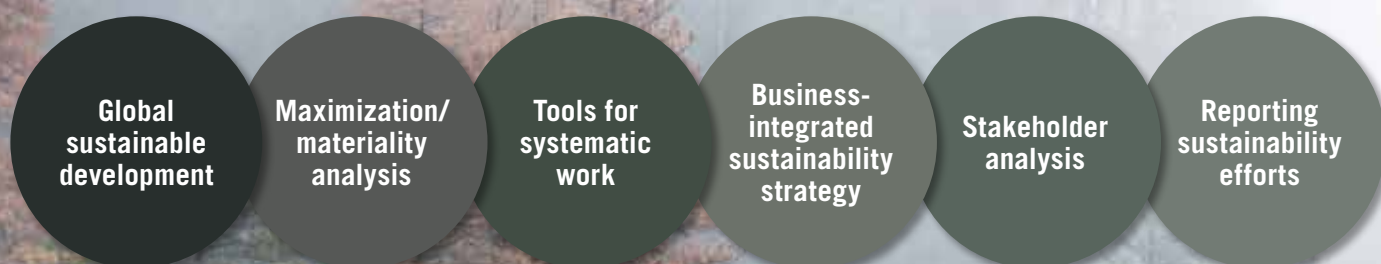 Global
sustainable
development
Maximization/
materiality
analysis
Tools for
systematic
work
Business-
integrated
sustainability
strategy
Stakeholder
analysis
Reporting
sustainability
efforts